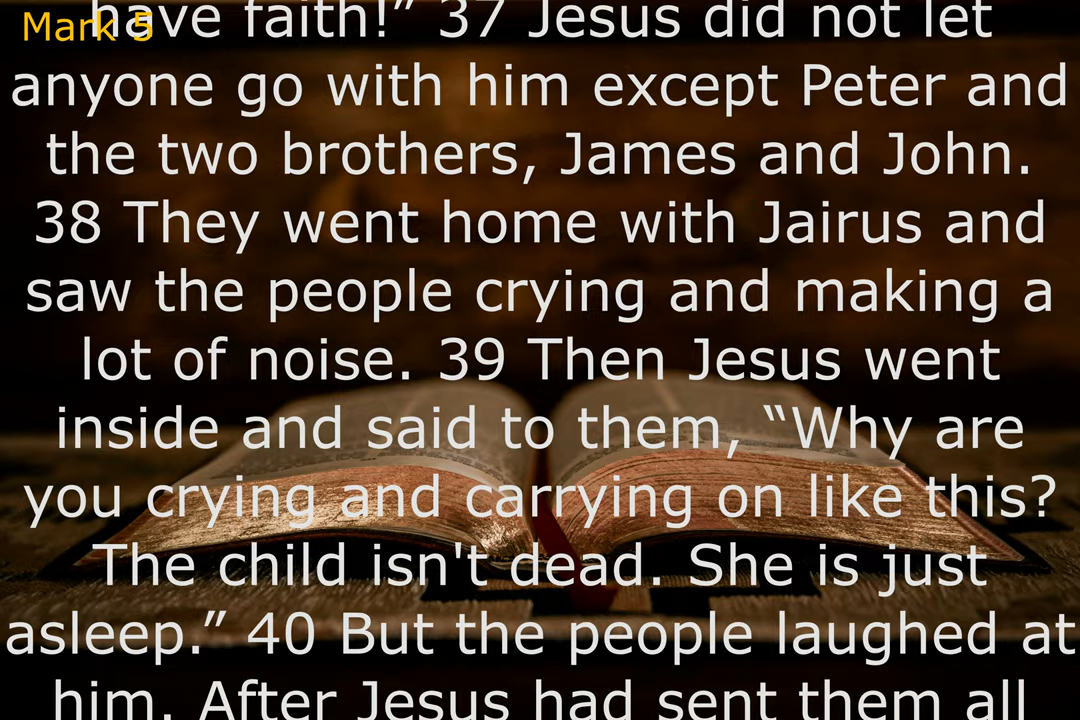 Mark 5
have faith!” 37 Jesus did not let
anyone go with him except Peter and
the two brothers, James and John.
38 They went home with Jairus and
saw the people crying and making a
lot of noise. 39 Then Jesus went
inside and said to them, “Why are
you crying and carrying on like this?
The child isn't dead. She is just
asleep.” 40 But the people laughed at
him. After Jesus had sent them all